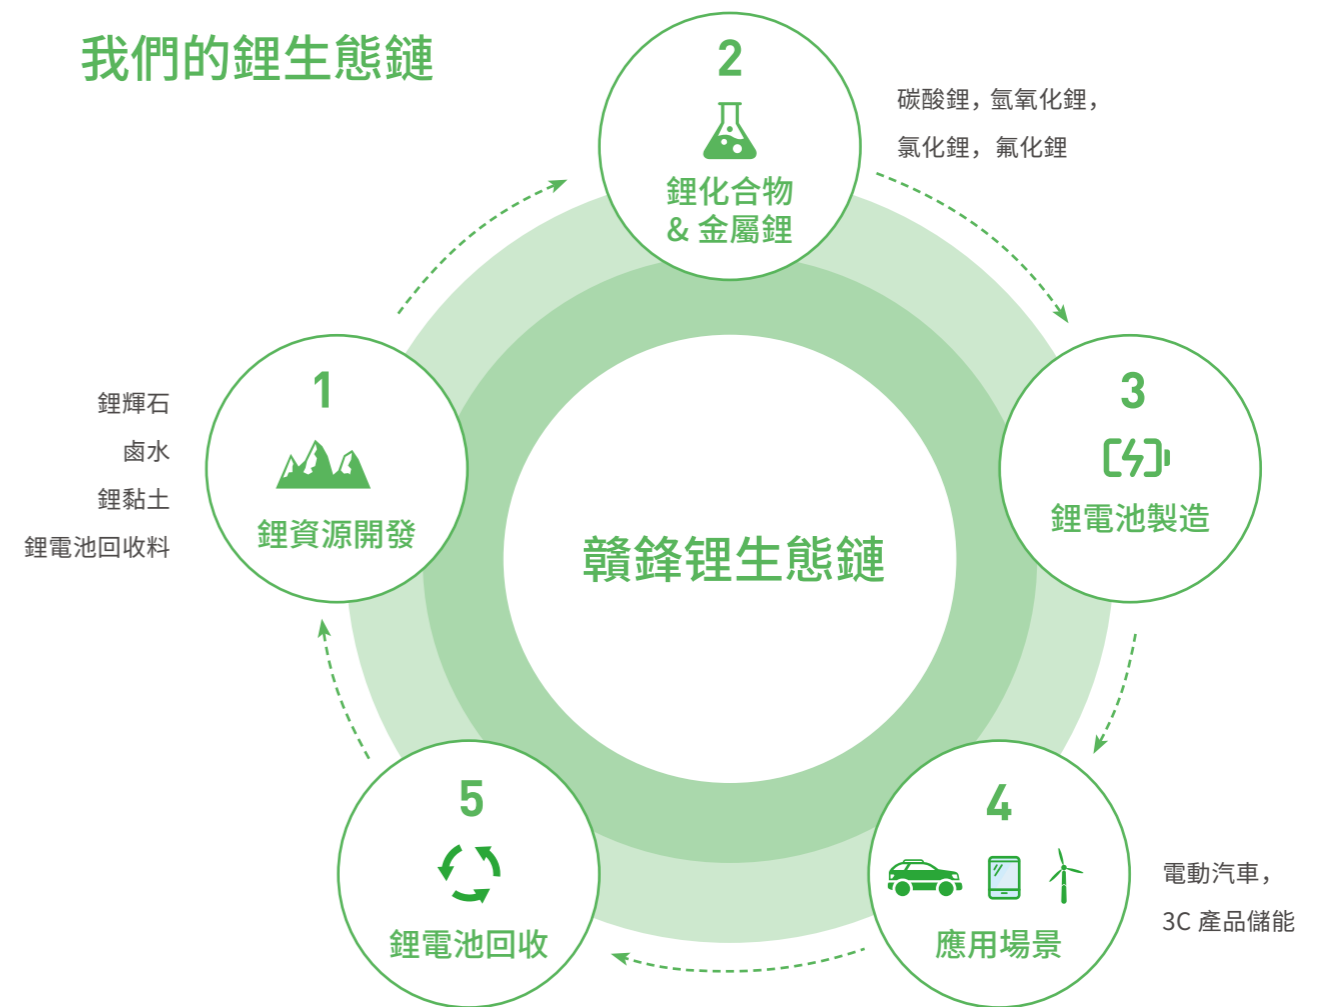 我們的鋰生態鏈
2
鋰化合物
& 金屬鋰
碳酸鋰，氫氧化鋰，
氯化鋰，氟化鋰
1
鋰資源開發
鋰輝石
鹵水
鋰黏土
鋰電池回收料
3
鋰電池製造
贛鋒锂生態鏈
5
鋰電池回收
4
應用場景
電動汽車，
3C 產品儲能